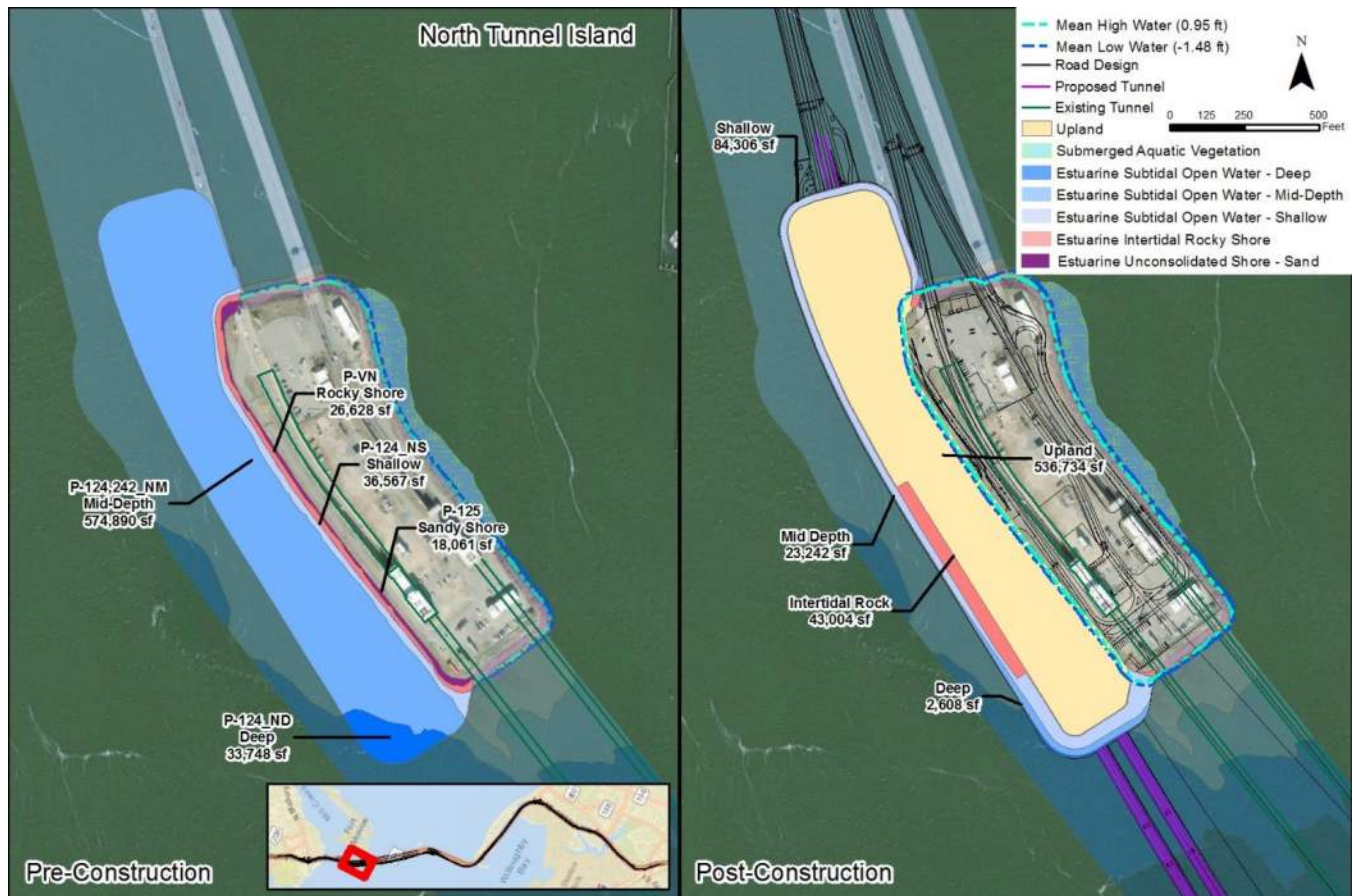 North Tunnel Island
P-VN
Rocky Shore
26,628 sf
P-124_NS
Shallow
36,567 sf
P-124,242_NM
Mid-Depth
574,890 sf
P-125
Sandy Shore
18,061 sf
P-124_ND
Deep
33,748 sf
Pre-Construction
Shallow
84,306 sf
Upland
536,734 sf
Mid Depth
23,242 sf
Intertidal Rock
43,004 sf
Deep
2,608 sf
Post-Construction
Mean High Water (0.95 ft)
Mean Low Water (-1.48 ft)
Road Design
Proposed Tunnel
Existing Tunnel
Upland
Submerged Aquatic Vegetation
Estuarine Subtidal Open Water - Deep
Estuarine Subtidal Open Water - Mid-Depth
Estuarine Subtidal Open Water - Shallow
Estuarine Intertidal Rocky Shore
Estuarine Unconsolidated Shore - Sand
N
0 125 250 500
Feet
Willoughby
Bay